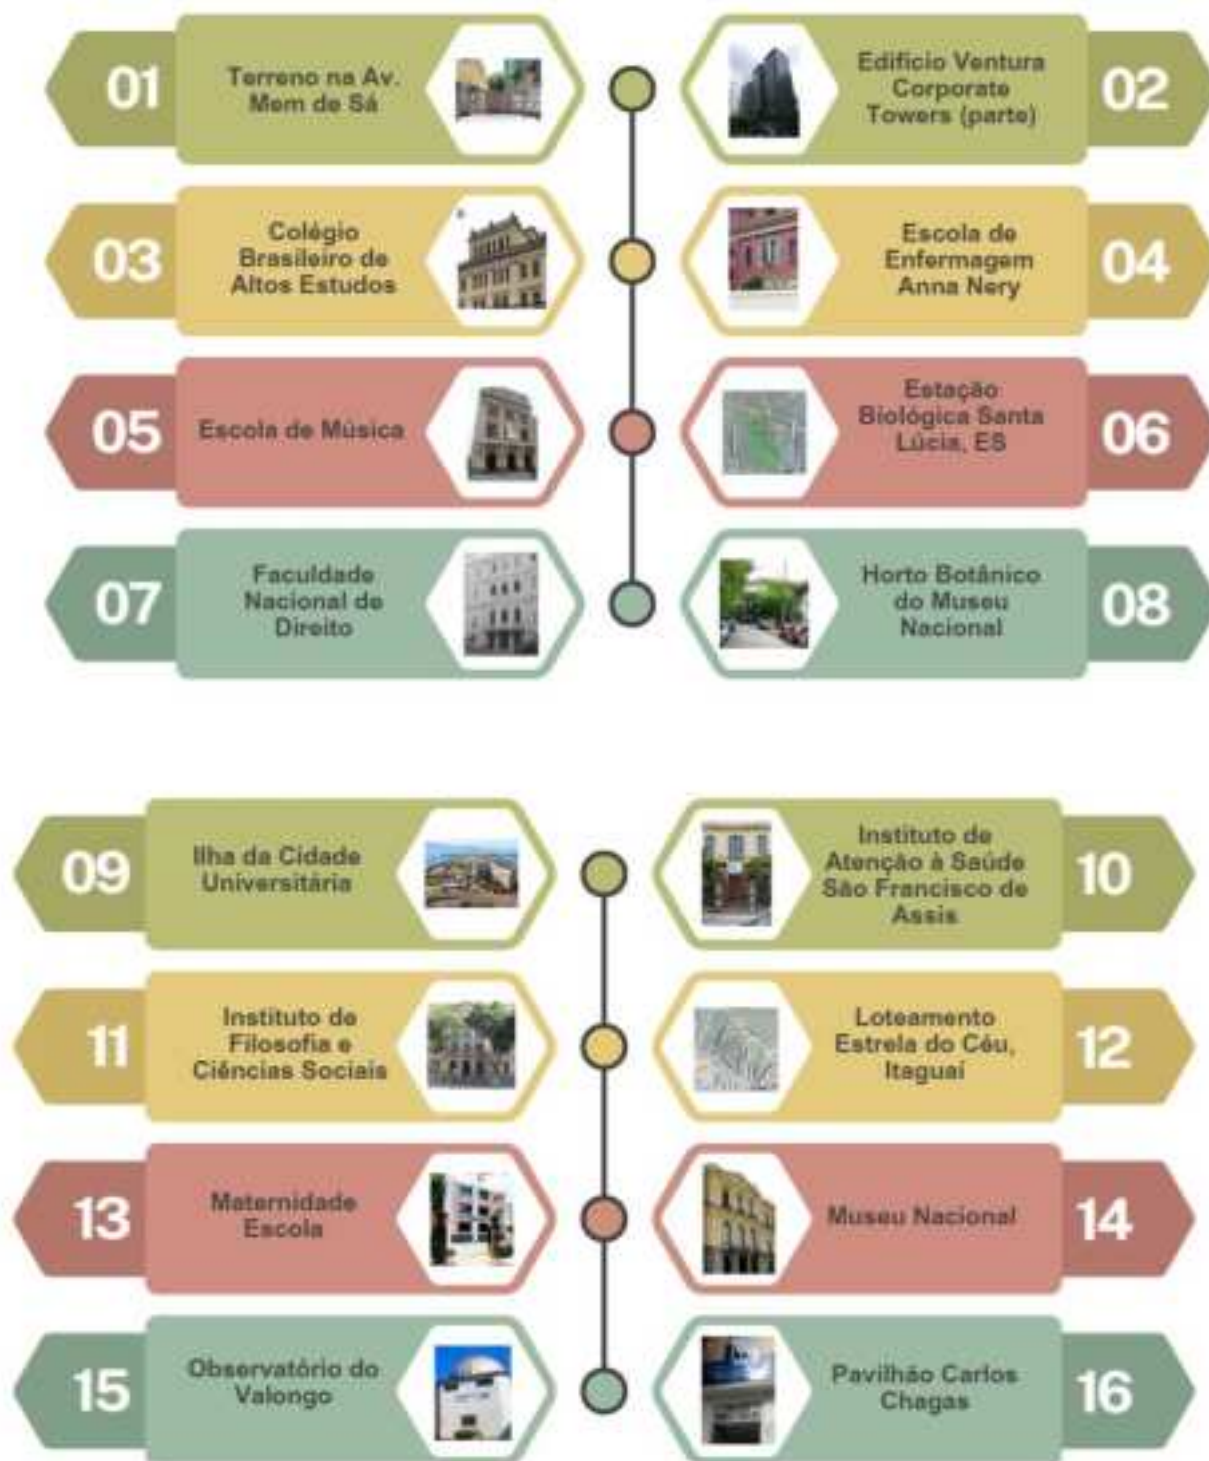 01
Terreno na Av.
Mem de Sá
Edifício Ventura
Corporate
Towers (parte)
02
03
Colégio
Brasileiro de
Altos Estudos
Escola de
Enfermagem
Anna Nery
04
05
Escola de Música
Estação
Biológica Santa
Lúcia, ES
06
07
Faculdade
Nacional de
Direito
Horto Botânico
do Museu
Nacional
08
09
Ilha da Cidade
Universitária
Instituto de
Atenção à Saúde
São Francisco de
Assis
10
11
Instituto de
Filosofia e
Ciências Sociais
Loteamento
Estrela do Céu,
Itaguaí
12
13
Maternidade
Escola
Museu Nacional
14
15
Observatório do
Valongo
Pavilhão Carlos
Chagas
16